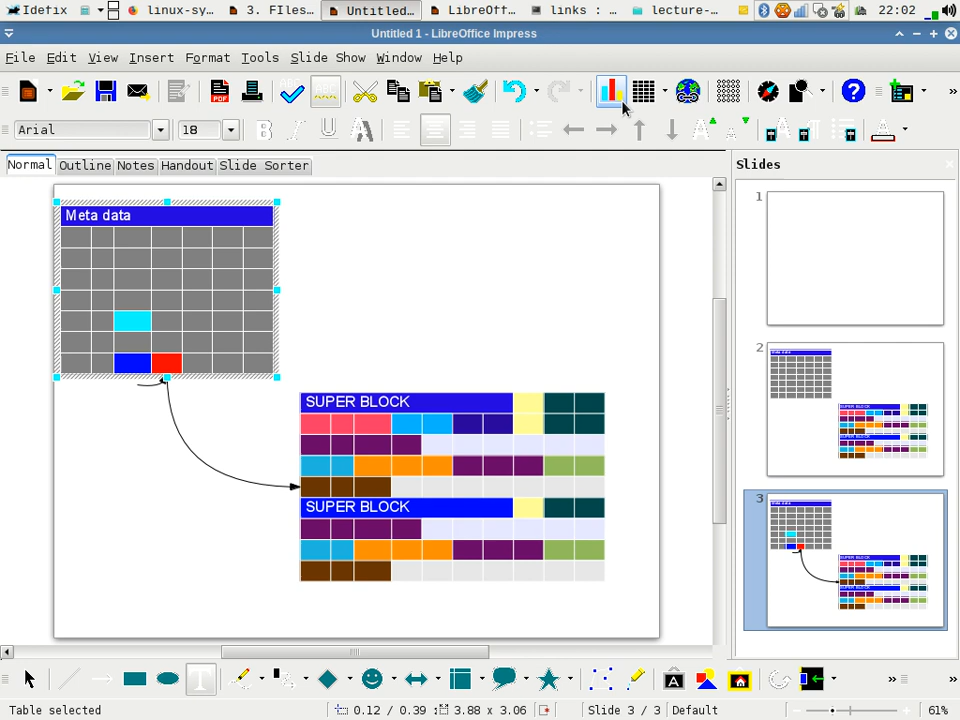 Idefix
linux-sy...
3. FIles...
Untitled...
LibreOff...
links : ...
lecture-...
22:02
Untitled 1 - LibreOffice Impress
File Edit View Insert Format Tools Slide Show Window Help
Arial
18
Normal Outline Notes Handout Slide Sorter
Slides
Meta data
SUPER BLOCK
SUPER BLOCK
1
2
3
Table selected
0.12 / 0.39
3.88 x 3.06
Slide 3 / 3
Default
61%